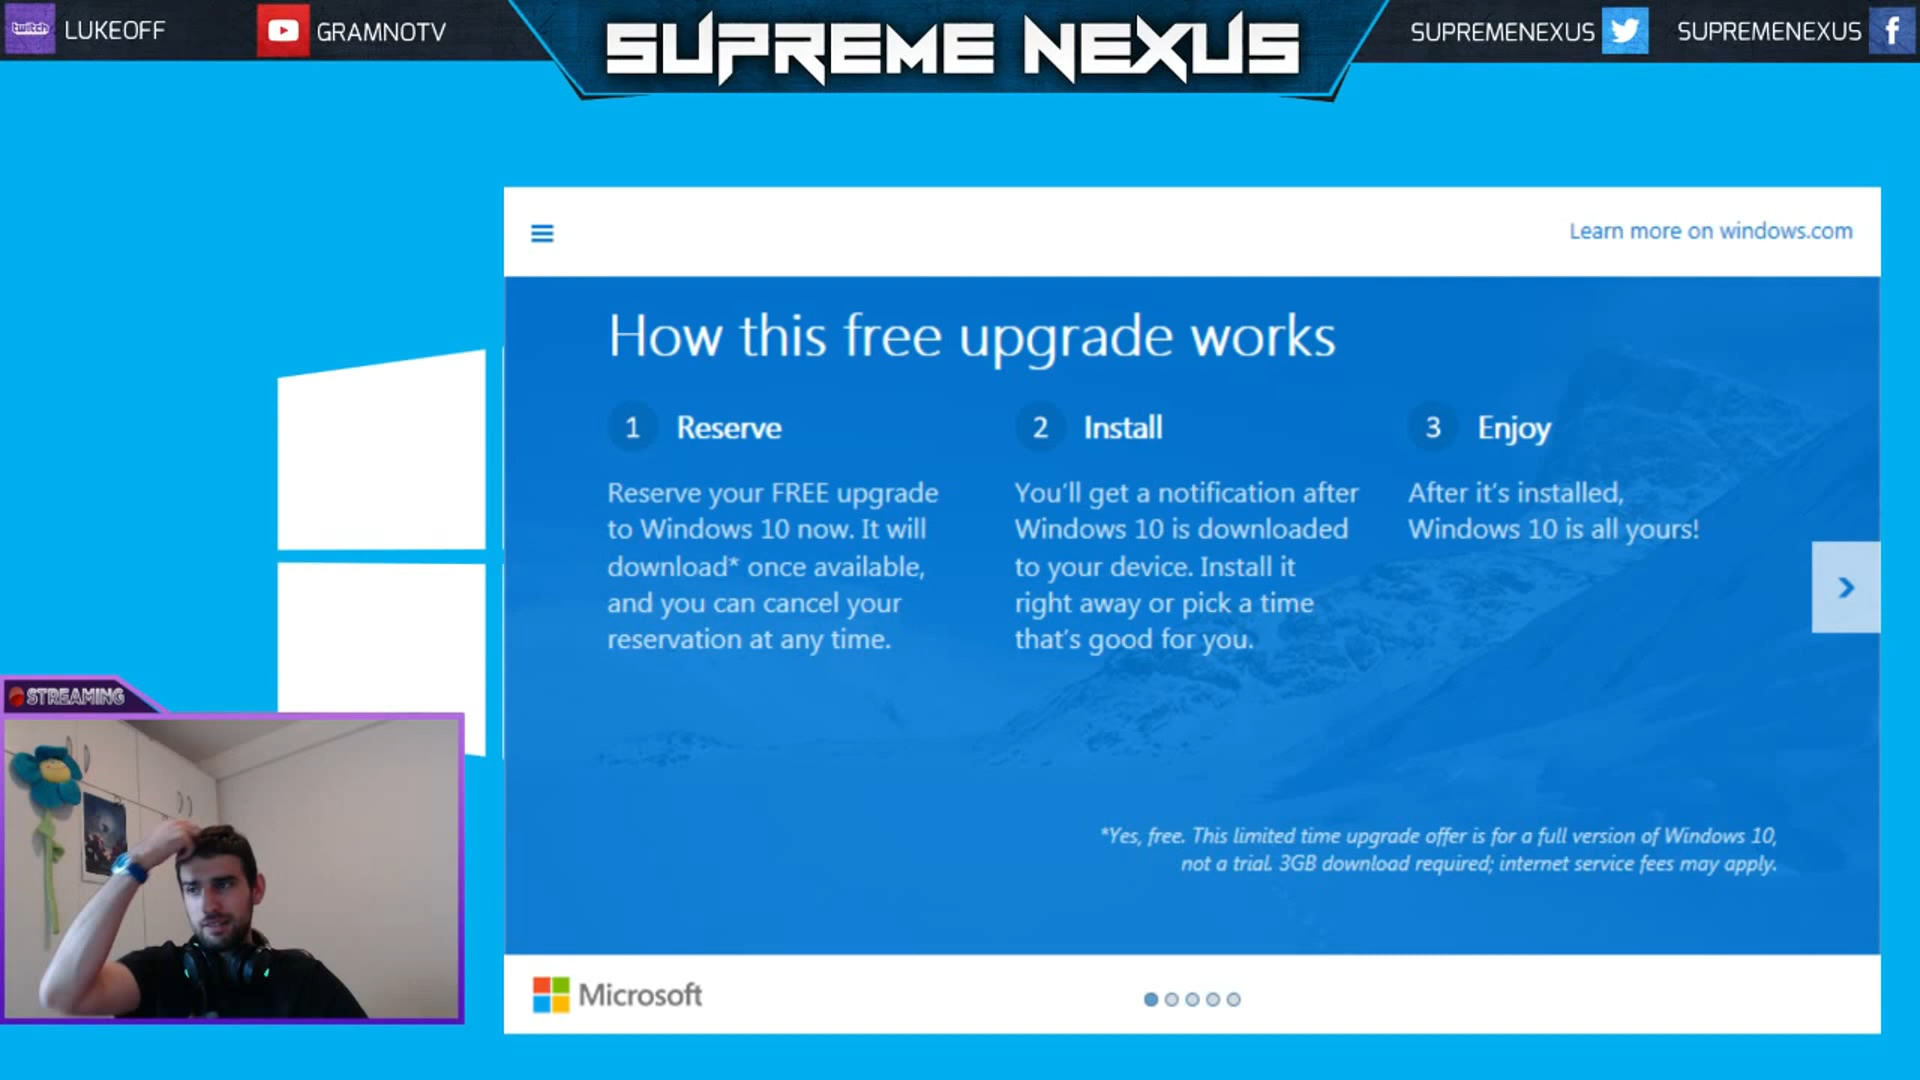 twitch LUKEOFF GRAMNOTV SUPREME NEXUS SUPREMENEXUS SUPREMENEXUS f
Learn more on windows.com
How this free upgrade works
1 Reserve
Reserve your FREE upgrade
to Windows 10 now. It will
download* once available,
and you can cancel your
reservation at any time.
2 Install
You'll get a notification after
Windows 10 is downloaded
to your device. Install it
right away or pick a time
that's good for you.
3 Enjoy
After it's installed,
Windows 10 is all yours!
*Yes, free. This limited time upgrade offer is for a full version of Windows 10,
not a trial. 3GB download required; internet service fees may apply.
Microsoft
STREAMING